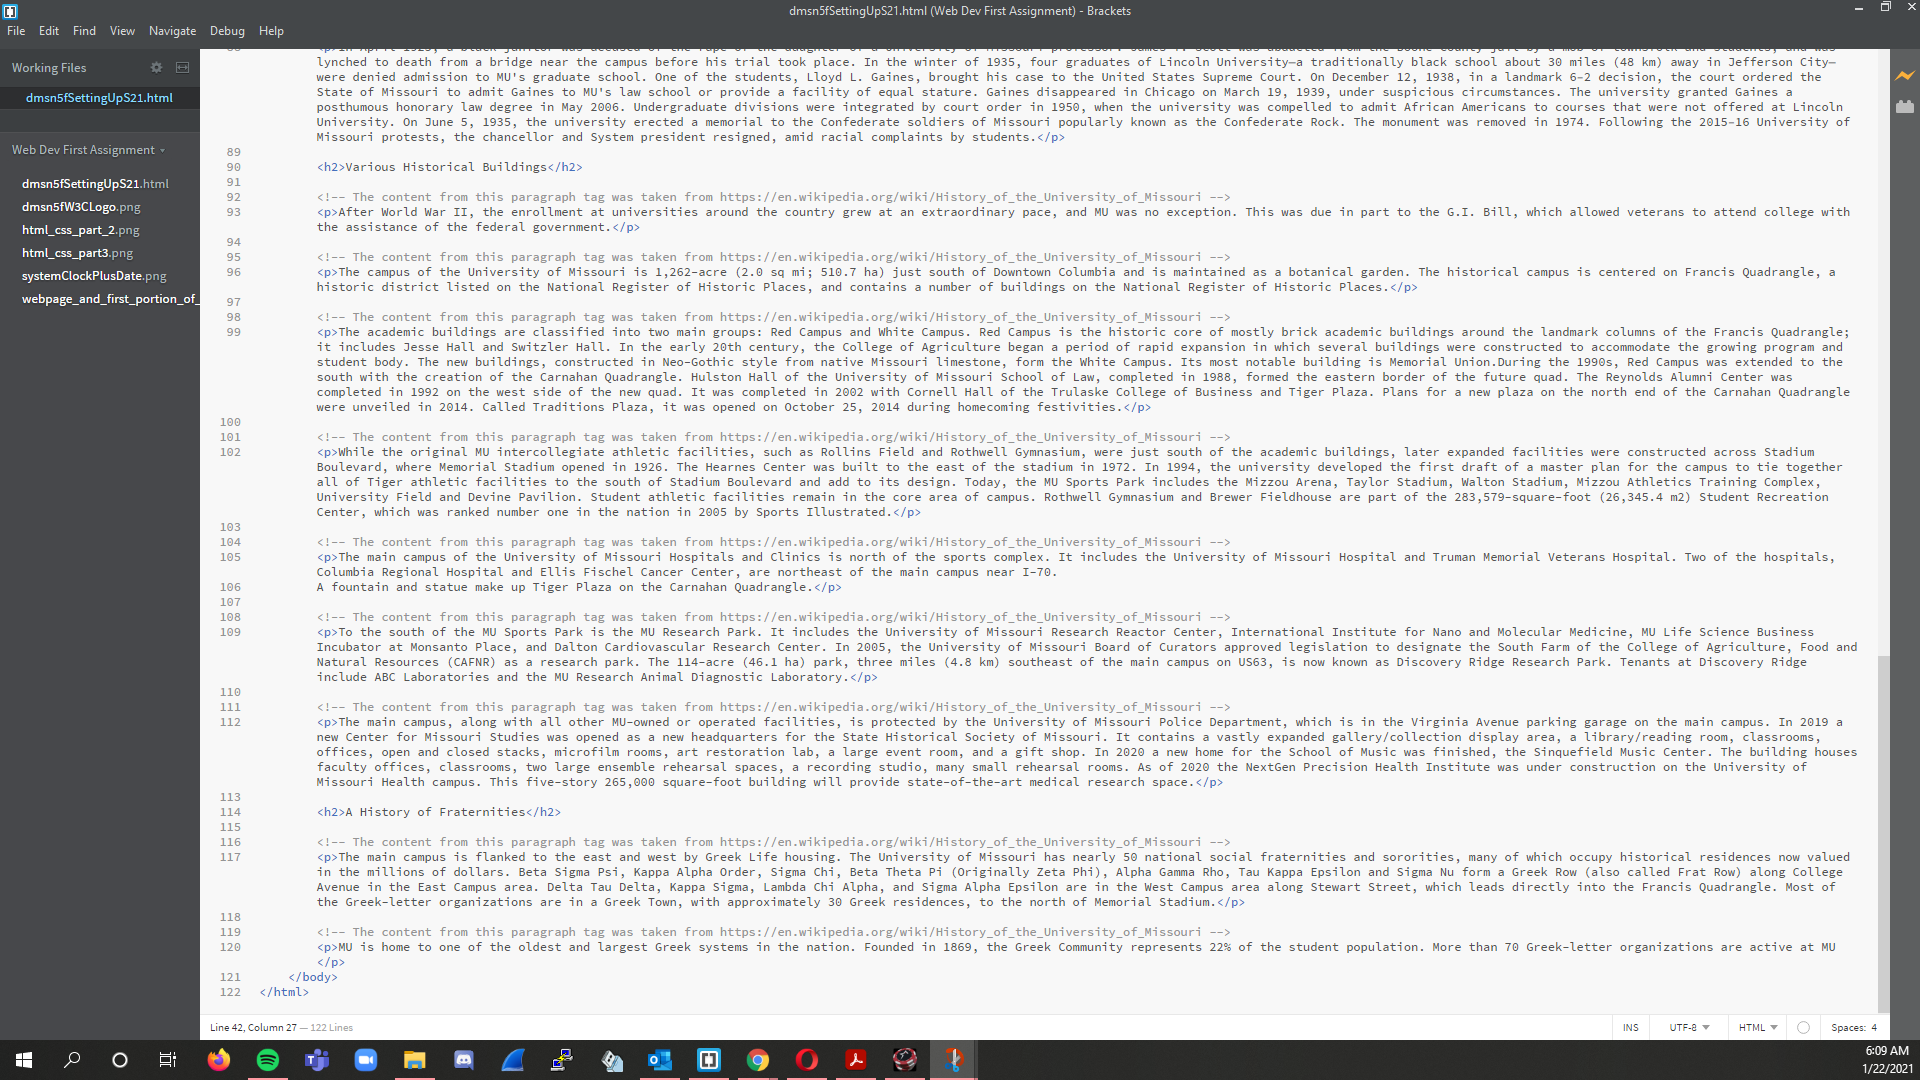 dmsn5fSettingUpS21.html (Web Dev First Assignment) - Brackets
File Edit Find View Navigate Debug Help
Working Files
dmsn5fSettingUpS21.html
Web Dev First Assignment
dmsn5fSettingUpS21.html
dmsn5fW3CLogo.png
html_css_part_2.png
html_css_part3.png
systemClockPlusDate.png
webpage_and_first_portion_of_
lynched to death from a bridge near the campus before his trial took place. In the winter of 1935, four graduates of Lincoln University—a traditionally black school about 30 miles (48 km) away in Jefferson City—
were denied admission to MU's graduate school. One of the students, Lloyd L. Gaines, brought his case to the United States Supreme Court. On December 12, 1938, in a landmark 6–2 decision, the court ordered the
State of Missouri to admit Gaines to MU's law school or provide a facility of equal stature. Gaines disappeared in Chicago on March 19, 1939, under suspicious circumstances. The university granted Gaines a
posthumous honorary law degree in May 2006. Undergraduate divisions were integrated by court order in 1950, when the university was compelled to admit African Americans to courses that were not offered at Lincoln
University. On June 5, 1935, the university erected a memorial to the Confederate soldiers of Missouri popularly known as the Confederate Rock. The monument was removed in 1974. Following the 2015–16 University of
Missouri protests, the chancellor and System president resigned, amid racial complaints by students.</p>
89
90 <h2>Various Historical Buildings</h2>
91
92 <!-- The content from this paragraph tag was taken from https://en.wikipedia.org/wiki/History_of_the_University_of_Missouri -->
93 <p>After World War II, the enrollment at universities around the country grew at an extraordinary pace, and MU was no exception. This was due in part to the G.I. Bill, which allowed veterans to attend college with
the assistance of the federal government.</p>
94
95 <!-- The content from this paragraph tag was taken from https://en.wikipedia.org/wiki/History_of_the_University_of_Missouri -->
96 <p>The campus of the University of Missouri is 1,262-acre (2.0 sq mi; 510.7 ha) just south of Downtown Columbia and is maintained as a botanical garden. The historical campus is centered on Francis Quadrangle, a
historic district listed on the National Register of Historic Places, and contains a number of buildings on the National Register of Historic Places.</p>
97
98 <!-- The content from this paragraph tag was taken from https://en.wikipedia.org/wiki/History_of_the_University_of_Missouri -->
99 <p>The academic buildings are classified into two main groups: Red Campus and White Campus. Red Campus is the historic core of mostly brick academic buildings around the landmark columns of the Francis Quadrangle;
it includes Jesse Hall and Switzler Hall. In the early 20th century, the College of Agriculture began a period of rapid expansion in which several buildings were constructed to accommodate the growing program and
student body. The new buildings, constructed in Neo-Gothic style from native Missouri limestone, form the White Campus. Its most notable building is Memorial Union.During the 1990s, Red Campus was extended to the
south with the creation of the Carnahan Quadrangle. Hulston Hall of the University of Missouri School of Law, completed in 1988, formed the eastern border of the future quad. The Reynolds Alumni Center was
completed in 1992 on the west side of the new quad. It was completed in 2002 with Cornell Hall of the Trulaske College of Business and Tiger Plaza. Plans for a new plaza on the north end of the Carnahan Quadrangle
were unveiled in 2014. Called Traditions Plaza, it was opened on October 25, 2014 during homecoming festivities.</p>
100
101 <!-- The content from this paragraph tag was taken from https://en.wikipedia.org/wiki/History_of_the_University_of_Missouri -->
102 <p>While the original MU intercollegiate athletic facilities, such as Rollins Field and Rothwell Gymnasium, were just south of the academic buildings, later expanded facilities were constructed across Stadium
Boulevard, where Memorial Stadium opened in 1926. The Hearnes Center was built to the east of the stadium in 1972. In 1994, the university developed the first draft of a master plan for the campus to tie together
all of Tiger athletic facilities to the south of Stadium Boulevard and add to its design. Today, the MU Sports Park includes the Mizzou Arena, Taylor Stadium, Walton Stadium, Mizzou Athletics Training Complex,
University Field and Devine Pavilion. Student athletic facilities remain in the core area of campus. Rothwell Gymnasium and Brewer Fieldhouse are part of the 283,579-square-foot (26,345.4 m2) Student Recreation
Center, which was ranked number one in the nation in 2005 by Sports Illustrated.</p>
103
104 <!-- The content from this paragraph tag was taken from https://en.wikipedia.org/wiki/History_of_the_University_of_Missouri -->
105 <p>The main campus of the University of Missouri Hospitals and Clinics is north of the sports complex. It includes the University of Missouri Hospital and Truman Memorial Veterans Hospital. Two of the hospitals,
Columbia Regional Hospital and Ellis Fischel Cancer Center, are northeast of the main campus near I-70.
106 A fountain and statue make up Tiger Plaza on the Carnahan Quadrangle.</p>
107
108 <!-- The content from this paragraph tag was taken from https://en.wikipedia.org/wiki/History_of_the_University_of_Missouri -->
109 <p>To the south of the MU Sports Park is the MU Research Park. It includes the University of Missouri Research Reactor Center, International Institute for Nano and Molecular Medicine, MU Life Science Business
Incubator at Monsanto Place, and Dalton Cardiovascular Research Center. In 2005, the University of Missouri Board of Curators approved legislation to designate the South Farm of the College of Agriculture, Food and
Natural Resources (CAFNR) as a research park. The 114-acre (46.1 ha) park, three miles (4.8 km) southeast of the main campus on US63, is now known as Discovery Ridge Research Park. Tenants at Discovery Ridge
include ABC Laboratories and the MU Research Animal Diagnostic Laboratory.</p>
110
111 <!-- The content from this paragraph tag was taken from https://en.wikipedia.org/wiki/History_of_the_University_of_Missouri -->
112 <p>The main campus, along with all other MU-owned or operated facilities, is protected by the University of Missouri Police Department, which is in the Virginia Avenue parking garage on the main campus. In 2019 a
new Center for Missouri Studies was opened as a new headquarters for the State Historical Society of Missouri. It contains a vastly expanded gallery/collection display area, a library/reading room, classrooms,
offices, open and closed stacks, microfilm rooms, art restoration lab, a large event room, and a gift shop. In 2020 a new home for the School of Music was finished, the Sinquefield Music Center. The building houses
faculty offices, classrooms, two large ensemble rehearsal spaces, a recording studio, many small rehearsal rooms. As of 2020 the NextGen Precision Health Institute was under construction on the University of
Missouri Health campus. This five-story 265,000 square-foot building will provide state-of-the-art medical research space.</p>
113
114 <h2>A History of Fraternities</h2>
115
116 <!-- The content from this paragraph tag was taken from https://en.wikipedia.org/wiki/History_of_the_University_of_Missouri -->
117 <p>The main campus is flanked to the east and west by Greek Life housing. The University of Missouri has nearly 50 national social fraternities and sororities, many of which occupy historical residences now valued
in the millions of dollars. Beta Sigma Psi, Kappa Alpha Order, Sigma Chi, Beta Theta Pi (Originally Zeta Phi), Alpha Gamma Rho, Tau Kappa Epsilon and Sigma Nu form a Greek Row (also called Frat Row) along College
Avenue in the East Campus area. Delta Tau Delta, Kappa Sigma, Lambda Chi Alpha, and Sigma Alpha Epsilon are in the West Campus area along Stewart Street, which leads directly into the Francis Quadrangle. Most of
the Greek-letter organizations are in a Greek Town, with approximately 30 Greek residences, to the north of Memorial Stadium.</p>
118
119 <!-- The content from this paragraph tag was taken from https://en.wikipedia.org/wiki/History_of_the_University_of_Missouri -->
120 <p>MU is home to one of the oldest and largest Greek systems in the nation. Founded in 1869, the Greek Community represents 22% of the student population. More than 70 Greek-letter organizations are active at MU
</p>
121 </body>
122 </html>
Line 42, Column 27 — 122 Lines
INS UTF-8 HTML Spaces: 4
6:09 AM
1/22/2021